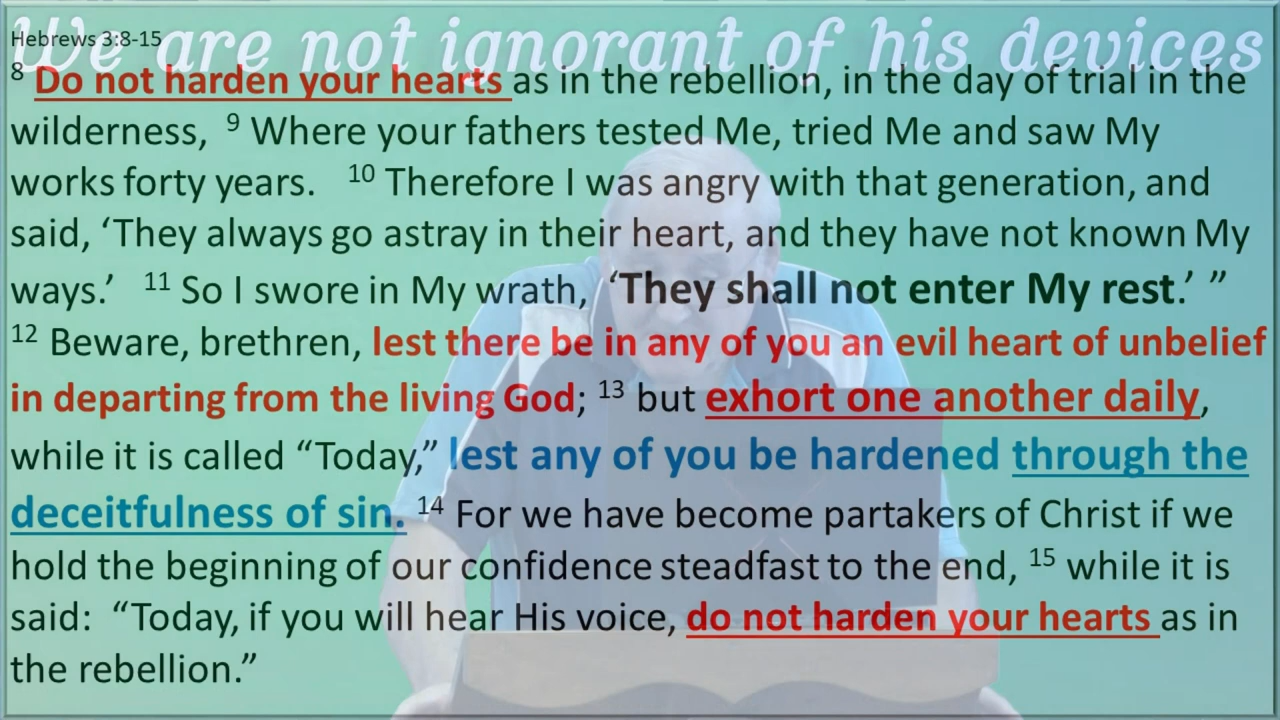 We are not ignorant of his devices
Hebrews 3:8-15
8 Do not harden your hearts as in the rebellion, in the day of trial in the
wilderness, 9 Where your fathers tested Me, tried Me and saw My
works forty years. 10 Therefore I was angry with that generation, and
said, ‘They always go astray in their heart, and they have not known My
ways.’ 11 So I swore in My wrath, ‘They shall not enter My rest.’ ”
12 Beware, brethren, lest there be in any of you an evil heart of unbelief
in departing from the living God; 13 but exhort one another daily,
while it is called “Today,” lest any of you be hardened through the
deceitfulness of sin. 14 For we have become partakers of Christ if we
hold the beginning of our confidence steadfast to the end, 15 while it is
said: “Today, if you will hear His voice, do not harden your hearts as in
the rebellion.”